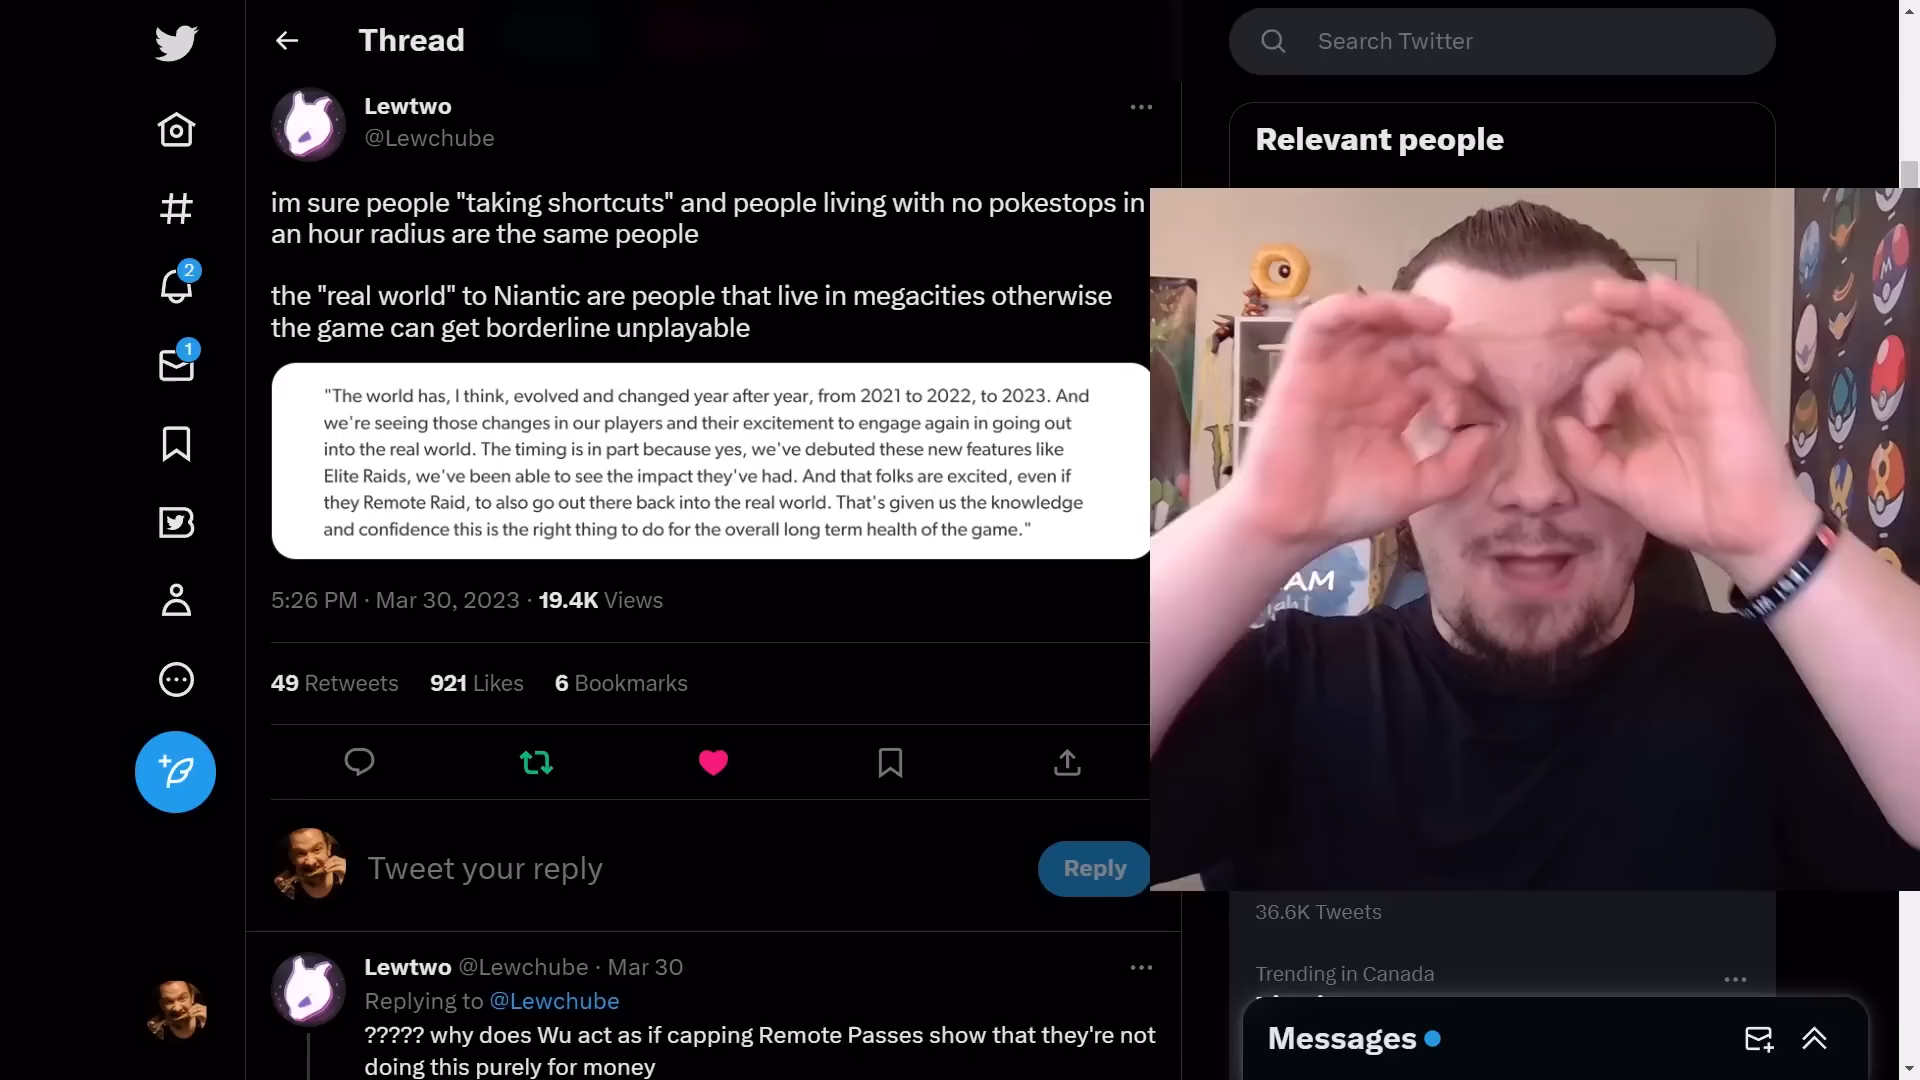 Thread
Search Twitter
Lewtwo
@Lewchube
Relevant people
im sure people "taking shortcuts" and people living with no pokestops in
an hour radius are the same people
the "real world" to Niantic are people that live in megacities otherwise
the game can get borderline unplayable
"The world has, I think, evolved and changed year after year, from 2021 to 2022, to 2023. And
we're seeing those changes in our players and their excitement to engage again in going out
into the real world. The timing is in part because yes, we've debuted these new features like
Elite Raids, we've been able to see the impact they've had. And that folks are excited, even if
they Remote Raid, to also go out there back into the real world. That's given us the knowledge
and confidence this is the right thing to do for the overall long term health of the game."
5:26 PM · Mar 30, 2023 · 19.4K Views
49 Retweets 921 Likes 6 Bookmarks
Tweet your reply
Reply
Lewtwo @Lewchube · Mar 30
Replying to @Lewchube
????? why does Wu act as if capping Remote Passes show that they're not
doing this purely for money
2
1
36.6K Tweets
Trending in Canada
Messages